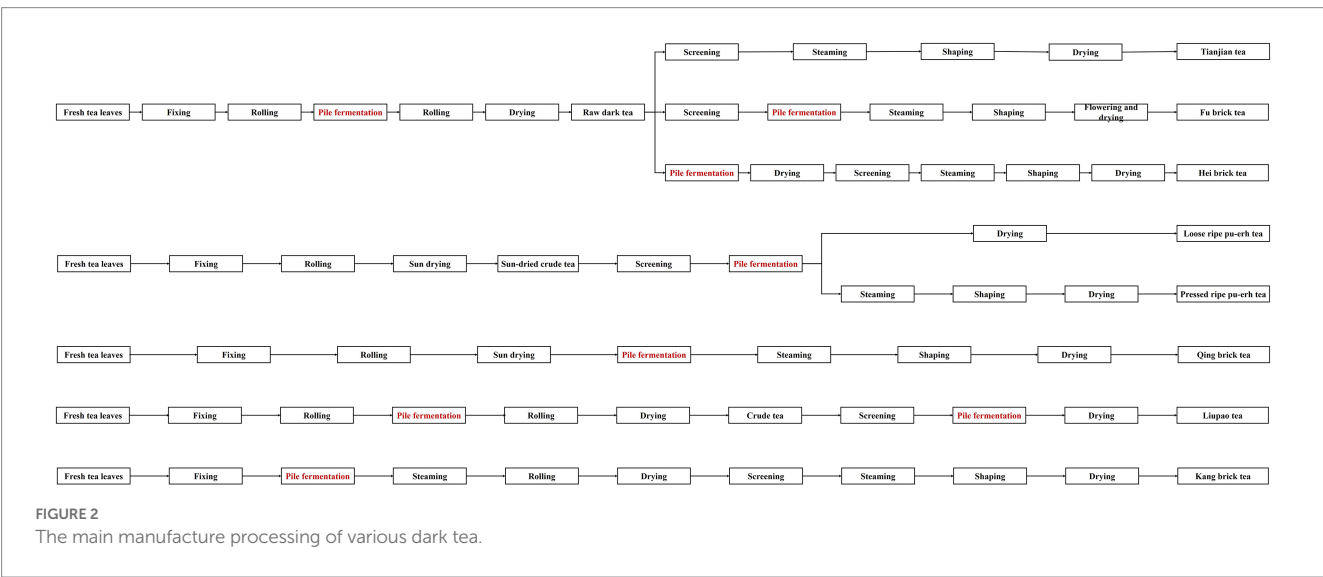 Screening Steaming Shaping Drying Tianjian tea
Fresh tea leaves Fixing Rolling Pile fermentation Rolling Drying Raw dark tea Screening Pile fermentation Steaming Shaping Flowering and drying Fu brick tea
Pile fermentation Drying Screening Steaming Shaping Drying Hei brick tea
Drying Loose ripe pu-erh tea
Fresh tea leaves Fixing Rolling Sun drying Sun-dried crude tea Screening Pile fermentation
Steaming Shaping Drying Pressed ripe pu-erh tea
Fresh tea leaves Fixing Rolling Sun drying Pile fermentation Steaming Shaping Drying Qing brick tea
Fresh tea leaves Fixing Rolling Pile fermentation Rolling Drying Crude tea Screening Pile fermentation Drying Liupao tea
Fresh tea leaves Fixing Pile fermentation Steaming Rolling Drying Screening Steaming Shaping Drying Kang brick tea
FIGURE 2
The main manufacture processing of various dark tea.